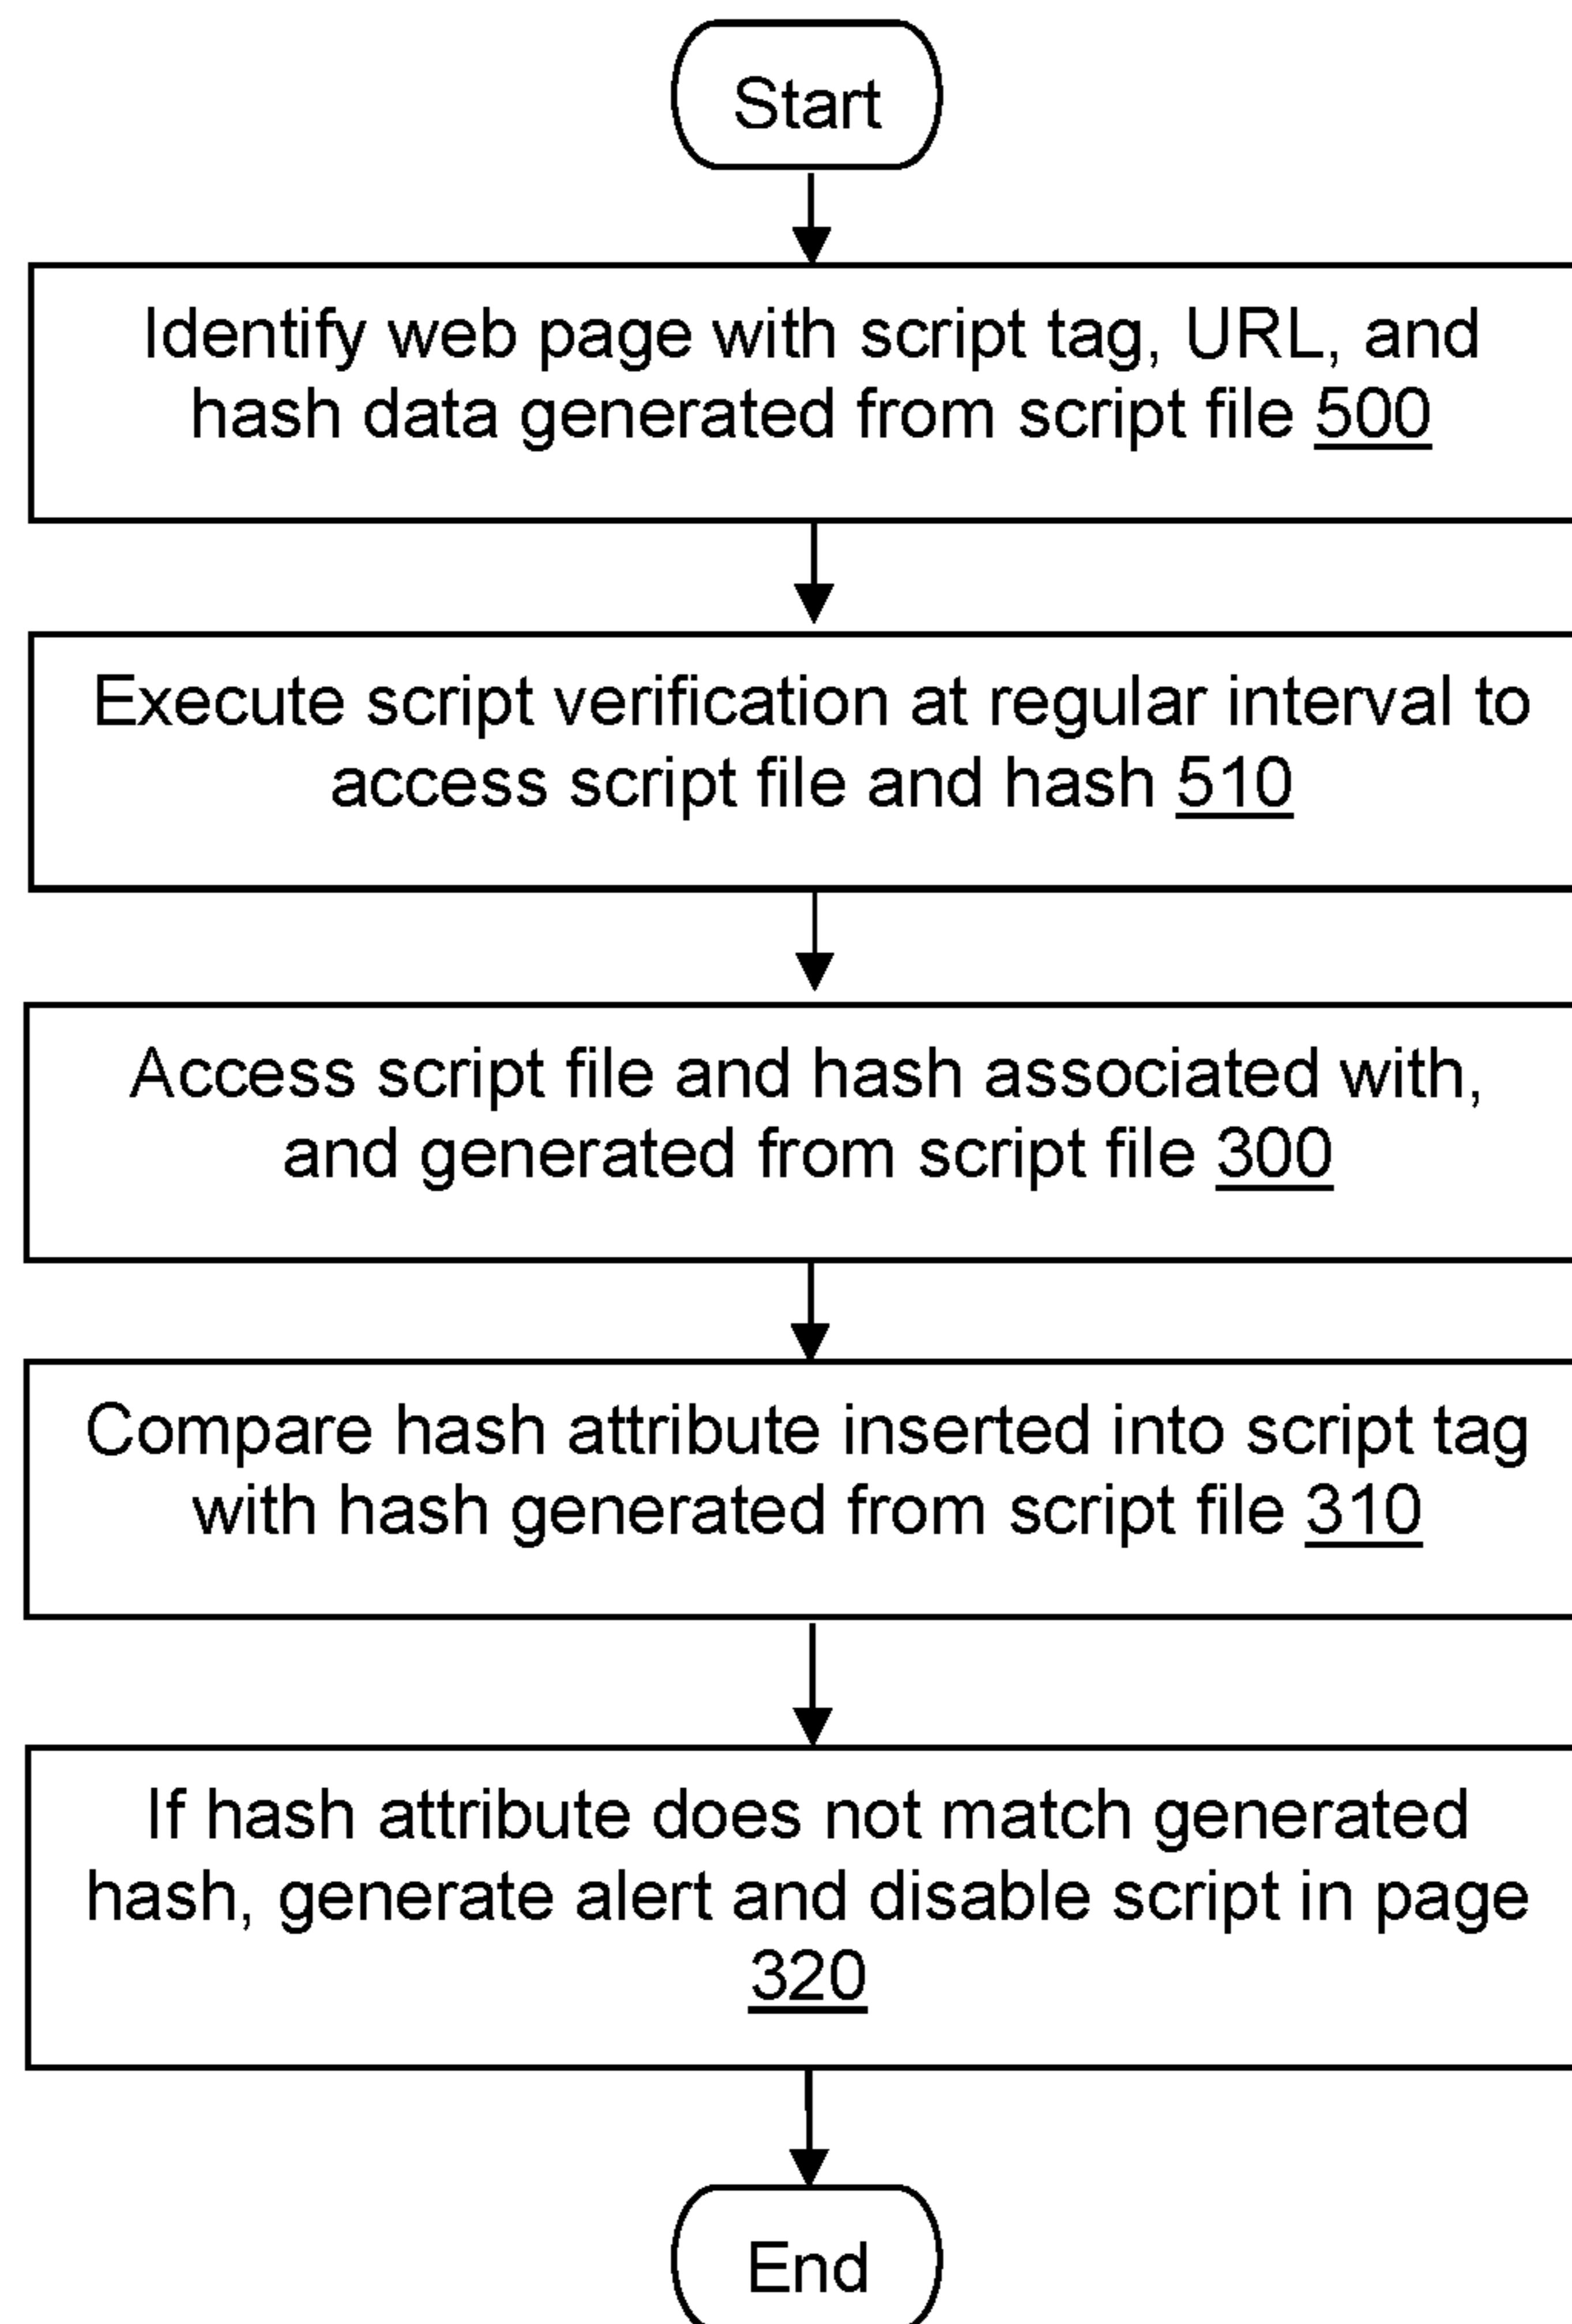 Start
Identify web page with script tag, URL, and
hash data generated from script file 500
Execute script verification at regular interval to
access script file and hash 510
Access script file and hash associated with,
and generated from script file 300
Compare hash attribute inserted into script tag
with hash generated from script file 310
If hash attribute does not match generated
hash, generate alert and disable script in page
320
End